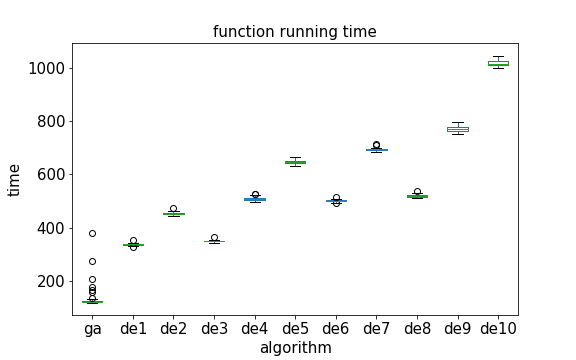 function running time
time
1000
800
600
400
200
ga de1 de2 de3 de4 de5 de6 de7 de8 de9 de10
algorithm